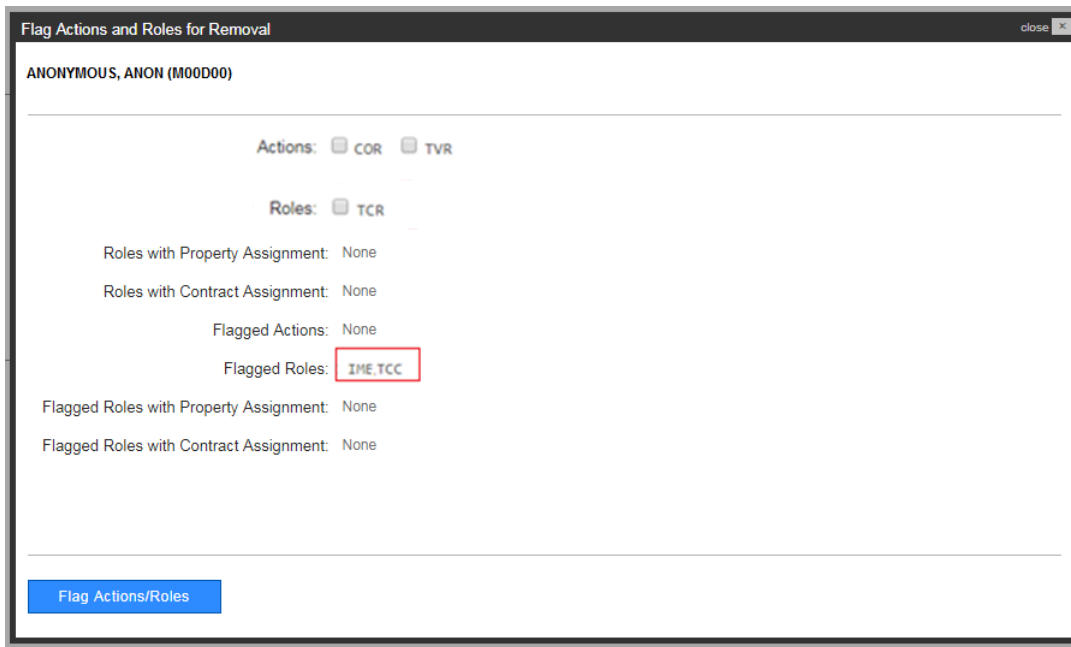 Flag Actions and Roles for Removal close ×
ANONYMOUS, ANON (M00D00)
Actions: COR TVR
Roles: TCR
Roles with Property Assignment: None
Roles with Contract Assignment: None
Flagged Actions: None
Flagged Roles: IME,TCC
Flagged Roles with Property Assignment: None
Flagged Roles with Contract Assignment: None
Flag Actions/Roles